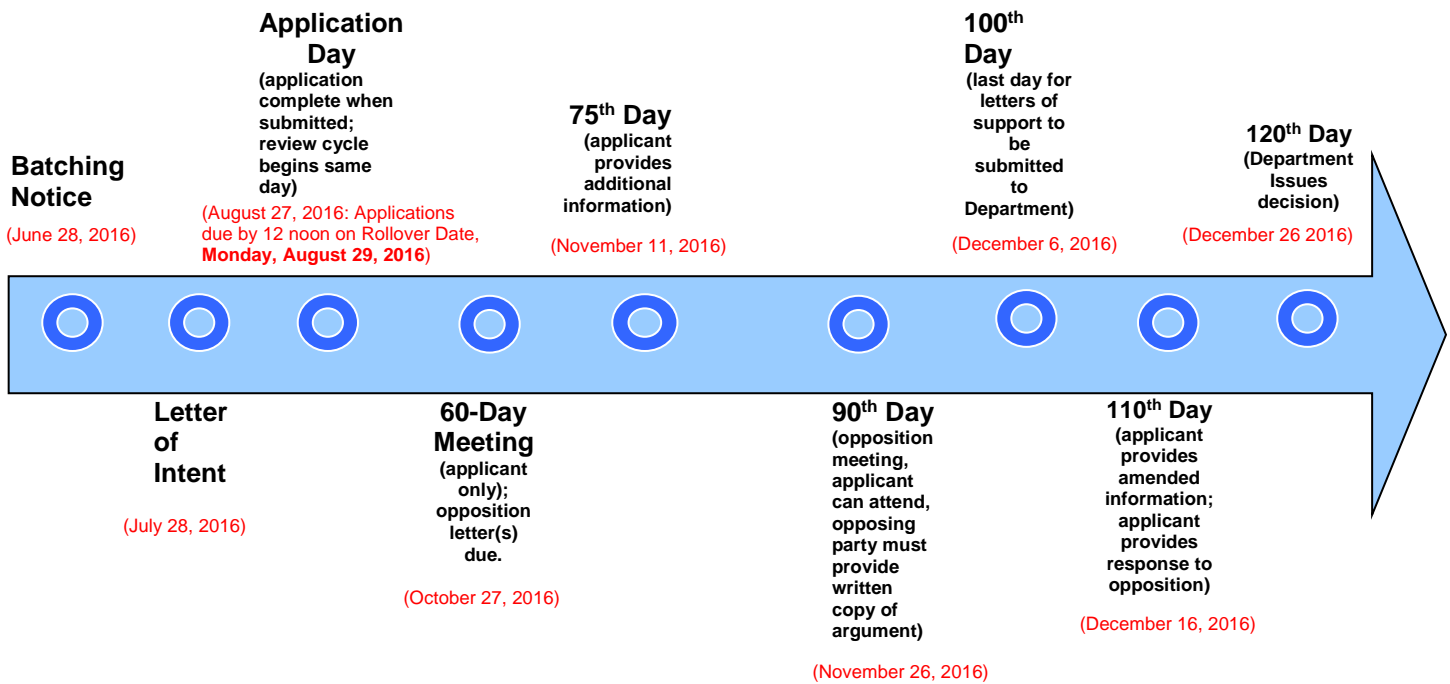 Batching
Notice
(June 28, 2016)
Letter
of
Intent
(July 28, 2016)
Application
Day
(application
complete when
submitted;
review cycle
begins same
day)
(August 27, 2016: Applications
due by 12 noon on Rollover Date,
Monday, August 29, 2016)
60-Day
Meeting
(applicant
only);
opposition
letter(s)
due.
(October 27, 2016)
75th Day
(applicant
provides
additional
information)
(November 11, 2016)
90th Day
(opposition
meeting,
applicant
can attend,
opposing
party must
provide
written
copy of
argument)
(November 26, 2016)
100th
Day
(last day for
letters of
support to
be
submitted
to
Department)
(December 6, 2016)
110th Day
(applicant
provides
amended
information;
applicant
provides
response to
opposition)
(December 16, 2016)
120th Day
(Department
Issues
decision)
(December 26 2016)